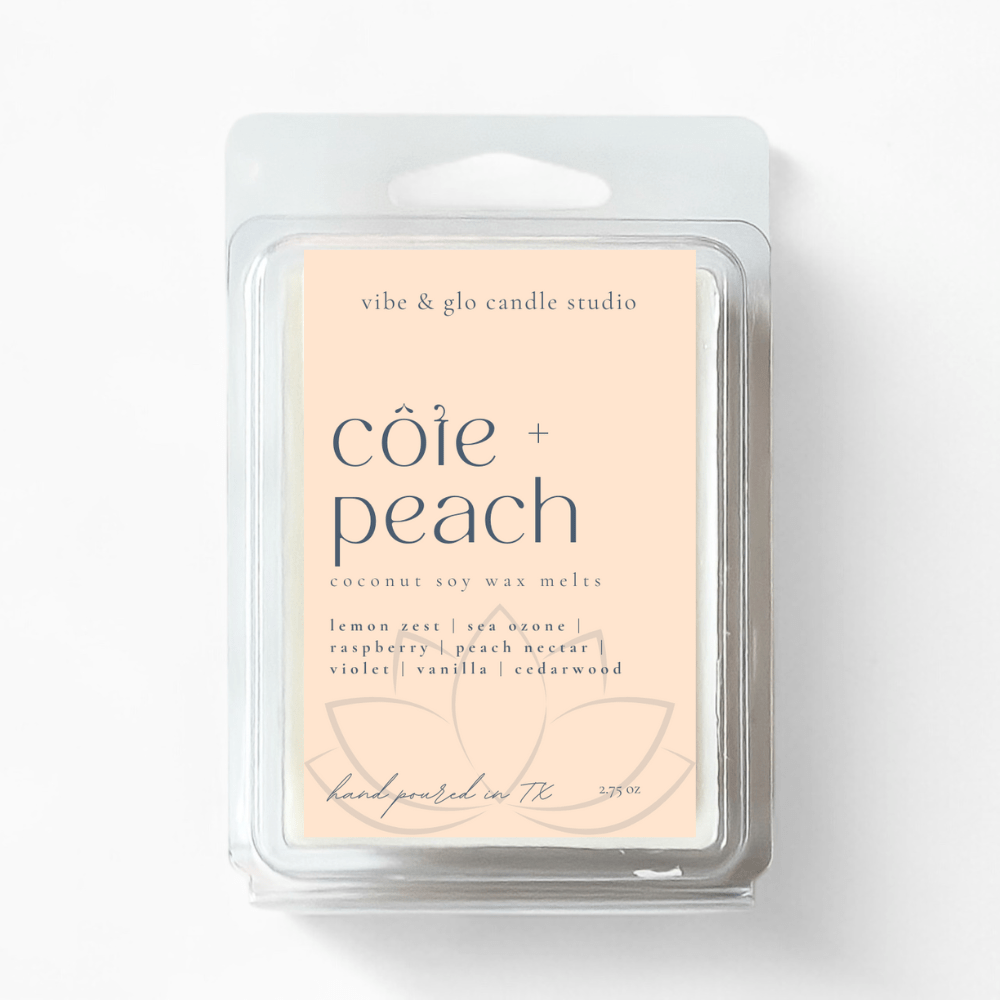 vibe & glo candle studio
côte +
peach
coconut soy wax melts
lemon zest | sea ozone |
raspberry | peach nectar |
violet | vanilla | cedarwood
hand poured in TX
2.75 oz